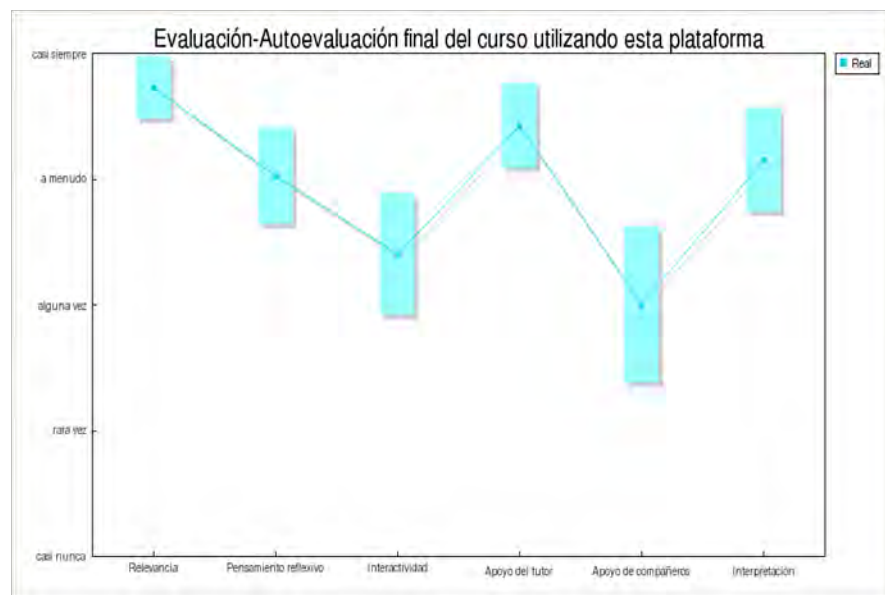 Evaluación-Autoevaluación final del curso utilizando esta plataforma
casi siempre
Real
a menudo
alguna vez
rara vez
casi nunca
Relevancia
Pensamiento reflexivo
Interactividad
Apoyo del tutor
Apoyo de compañeros
Interpretación